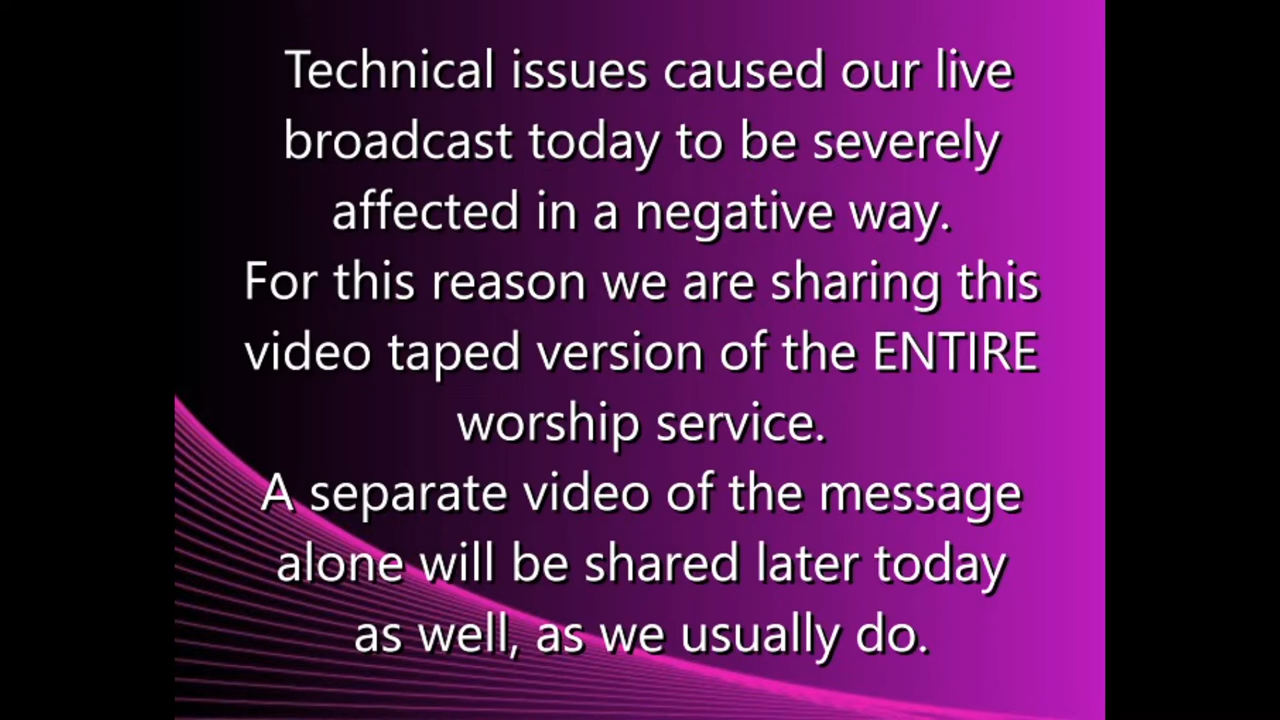 Technical issues caused our live
broadcast today to be severely
affected in a negative way.
For this reason we are sharing this
video taped version of the ENTIRE
worship service.
A separate video of the message
alone will be shared later today
as well, as we usually do.